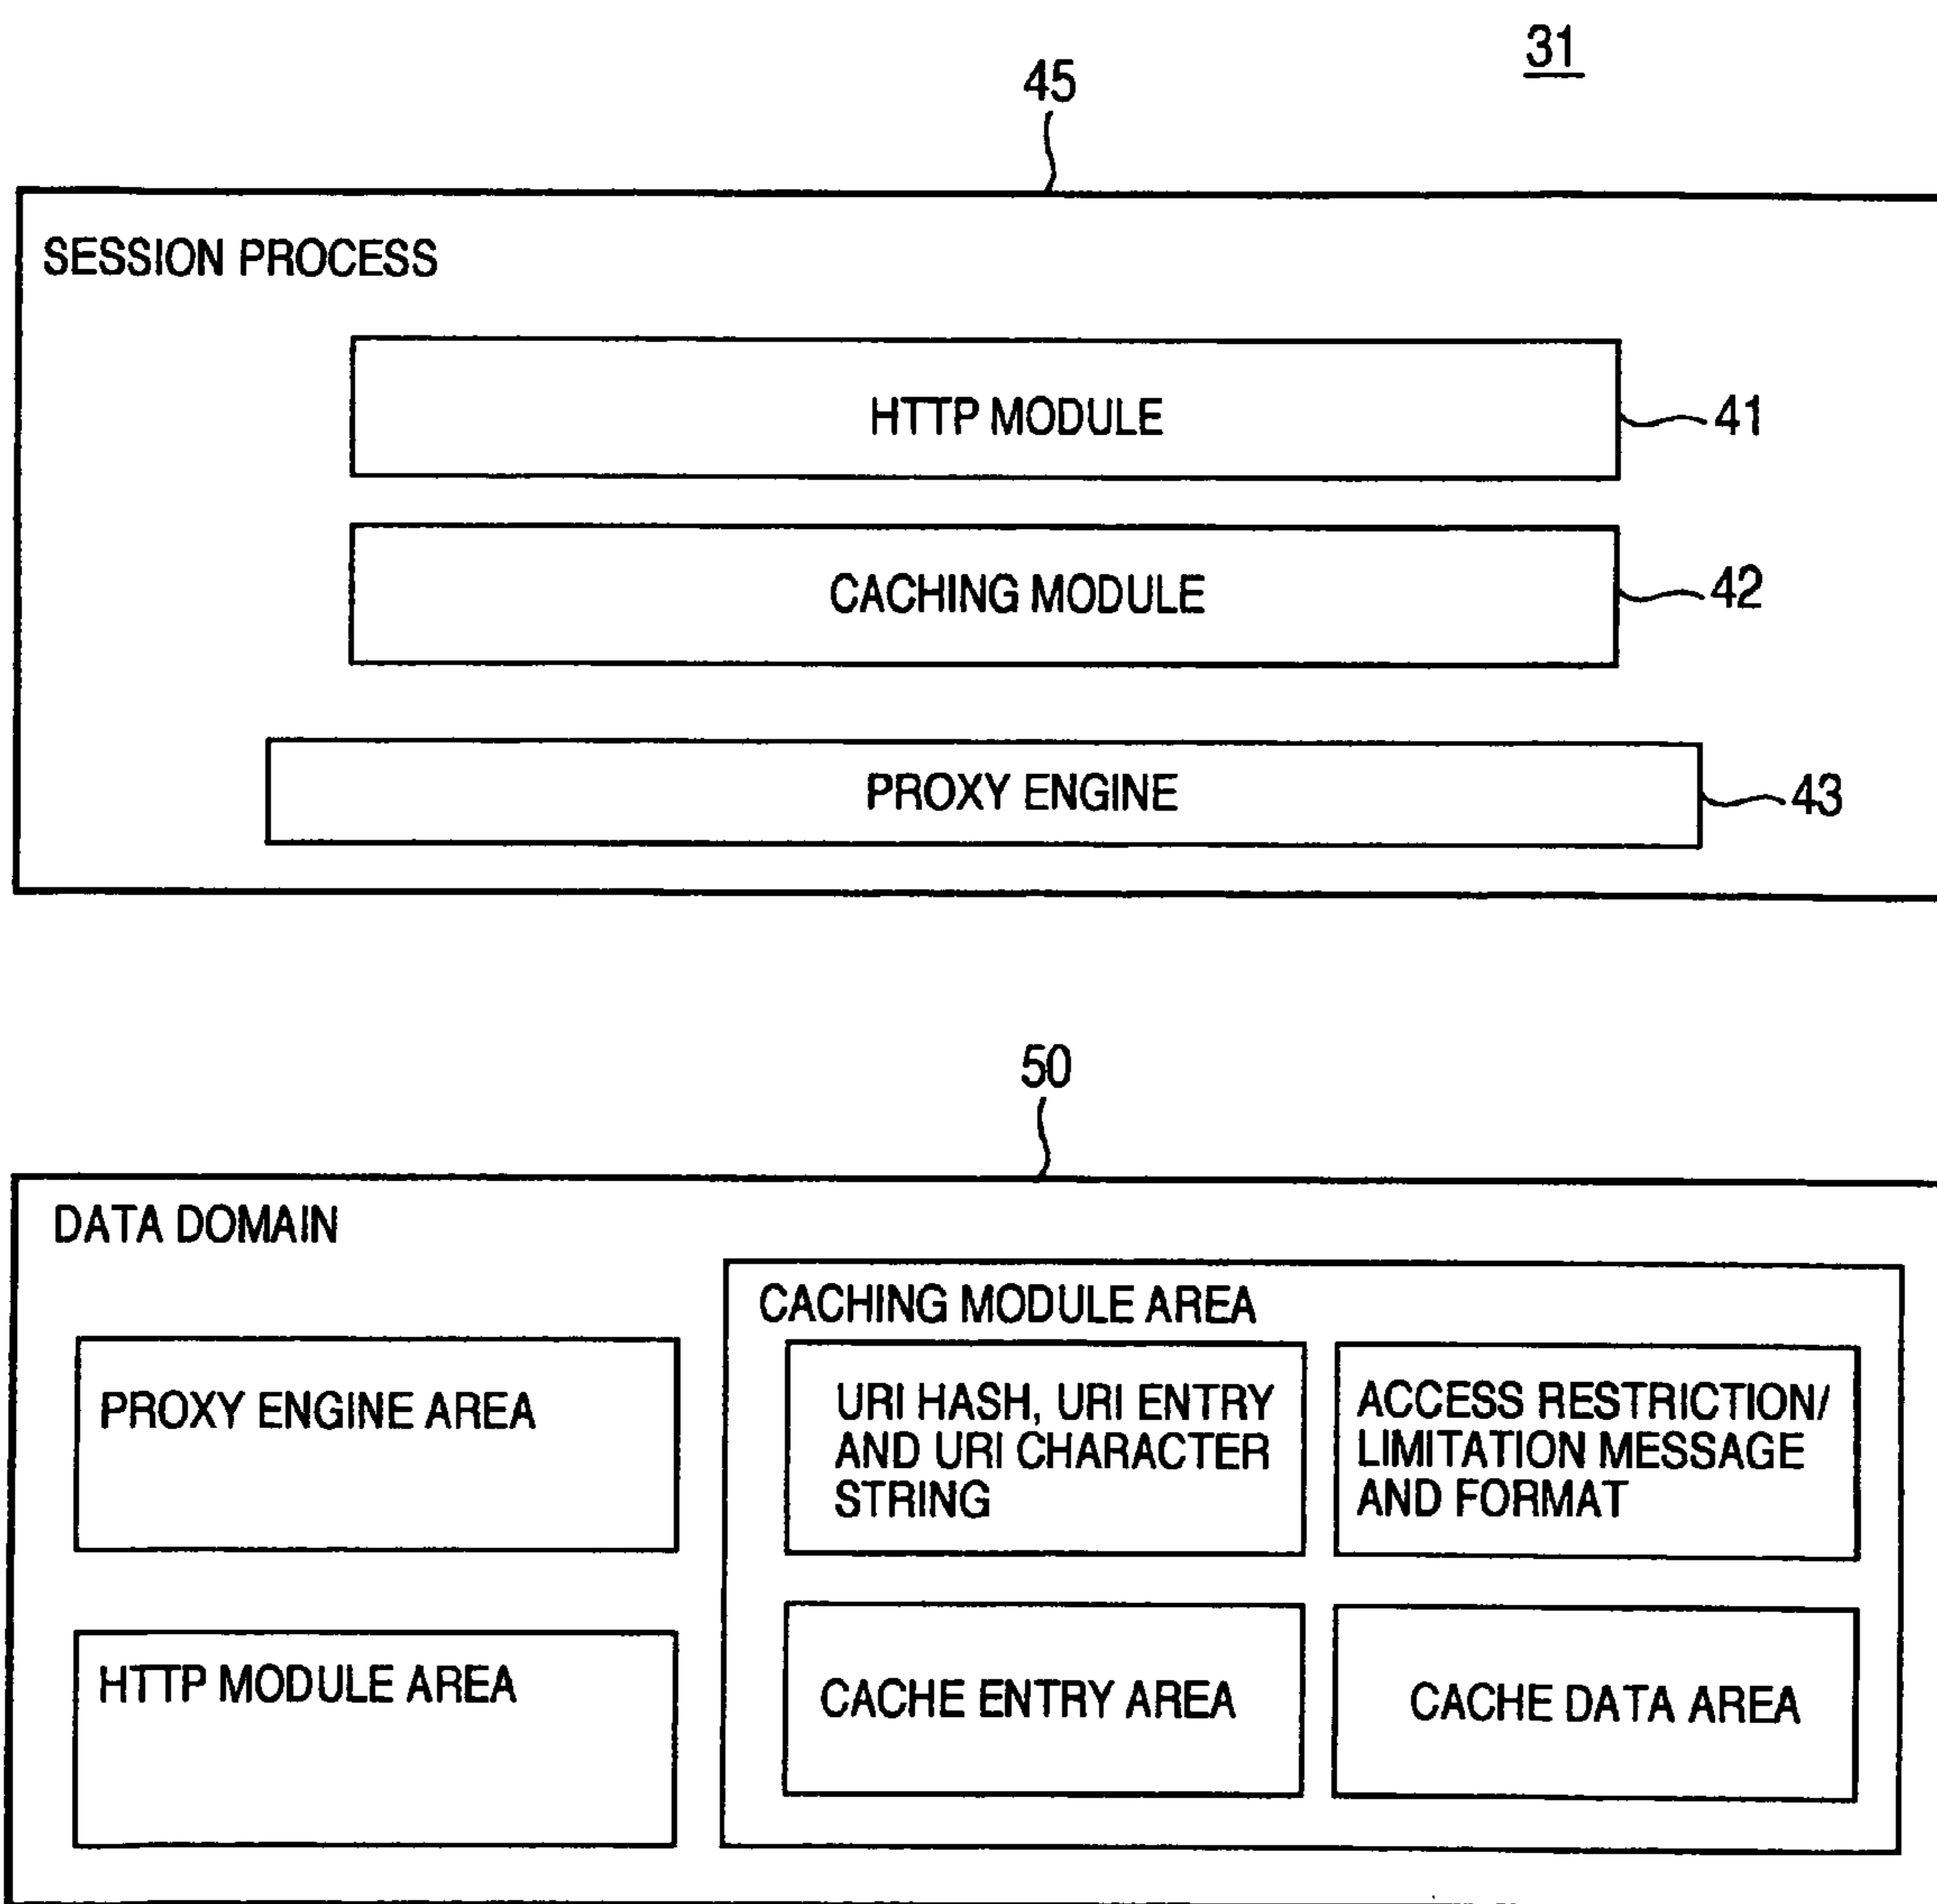 31
45
SESSION PROCESS
HTTP MODULE
41
CACHING MODULE
42
PROXY ENGINE
43
50
DATA DOMAIN
CACHING MODULE AREA
PROXY ENGINE AREA
URI HASH, URI ENTRY
AND URI CHARACTER
STRING
ACCESS RESTRICTION/
LIMITATION MESSAGE
AND FORMAT
HTTP MODULE AREA
CACHE ENTRY AREA
CACHE DATA AREA